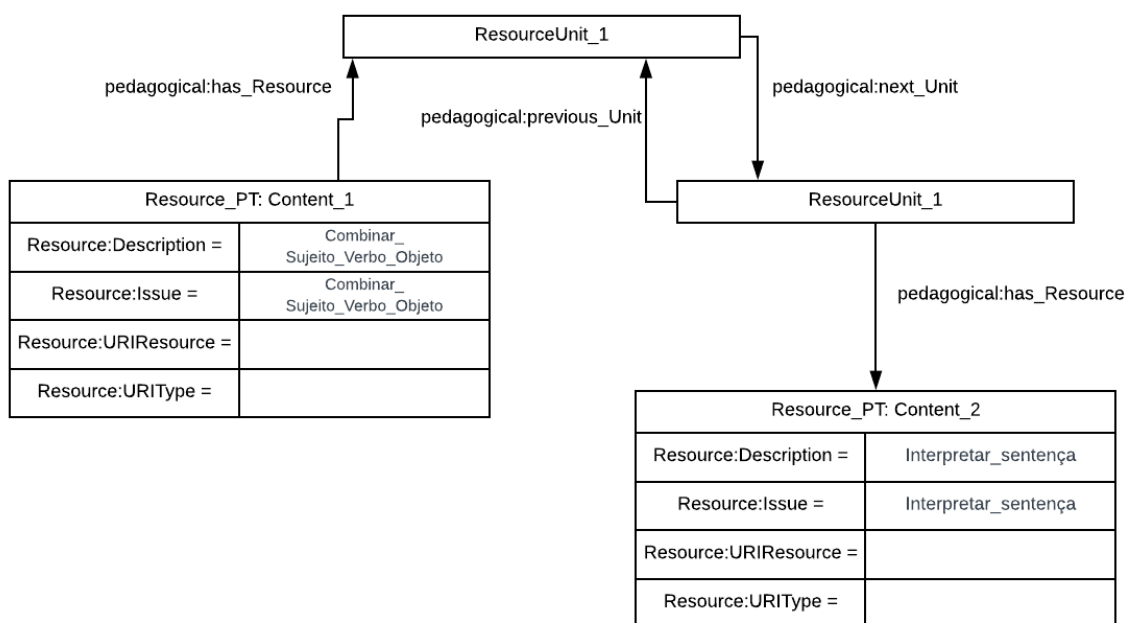 ResourceUnit_1
pedagogical:has_Resource
pedagogical:next_Unit
pedagogical:previous_Unit
Resource_PT: Content_1
ResourceUnit_1
Resource:Description =
Combinar_
Sujeito_Verbo_Objeto
Resource:Issue =
Combinar_
Sujeito_Verbo_Objeto
Resource:URIResource =
Resource:URIType =
pedagogical:has_Resource
Resource_PT: Content_2
Resource:Description =
Interpretar_sentença
Resource:Issue =
Interpretar_sentença
Resource:URIResource =
Resource:URIType =